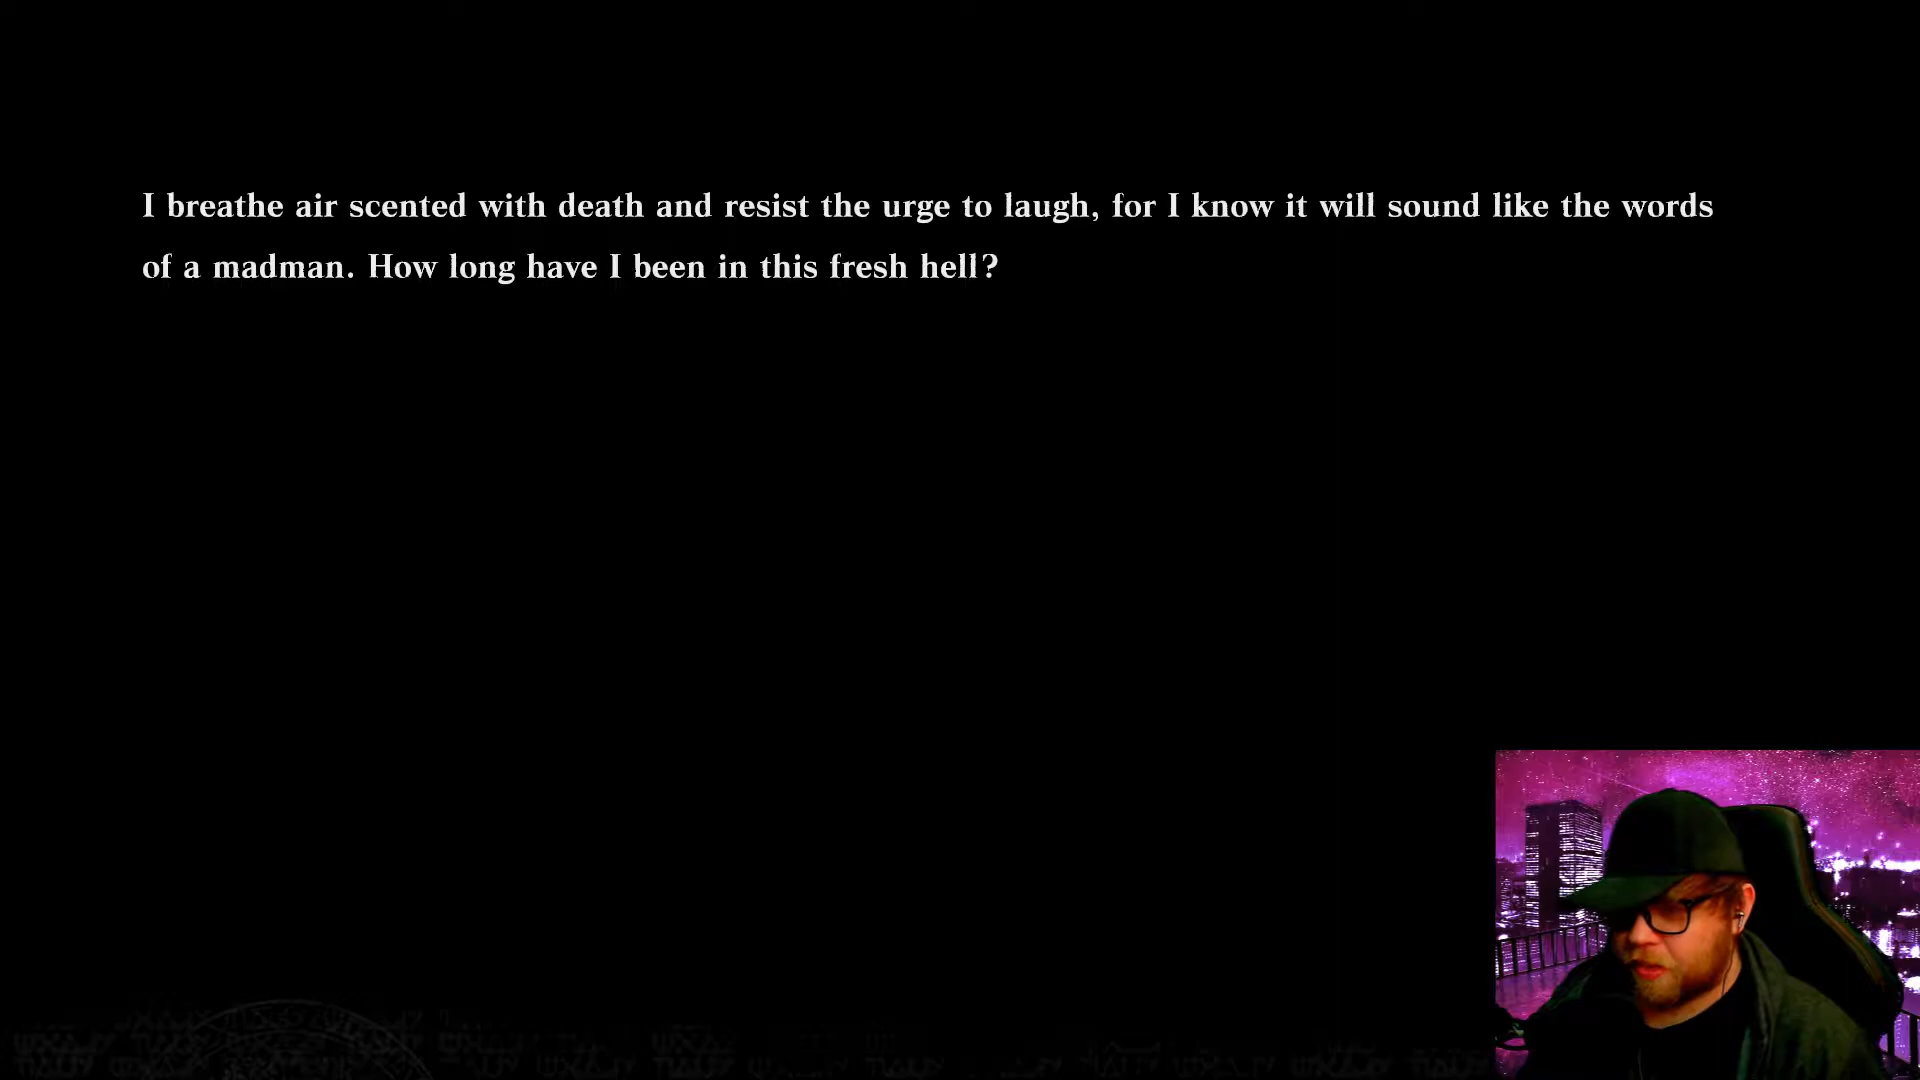 I breathe air scented with death and resist the urge to laugh, for I know it will sound like the words
of a madman. How long have I been in this fresh hell?